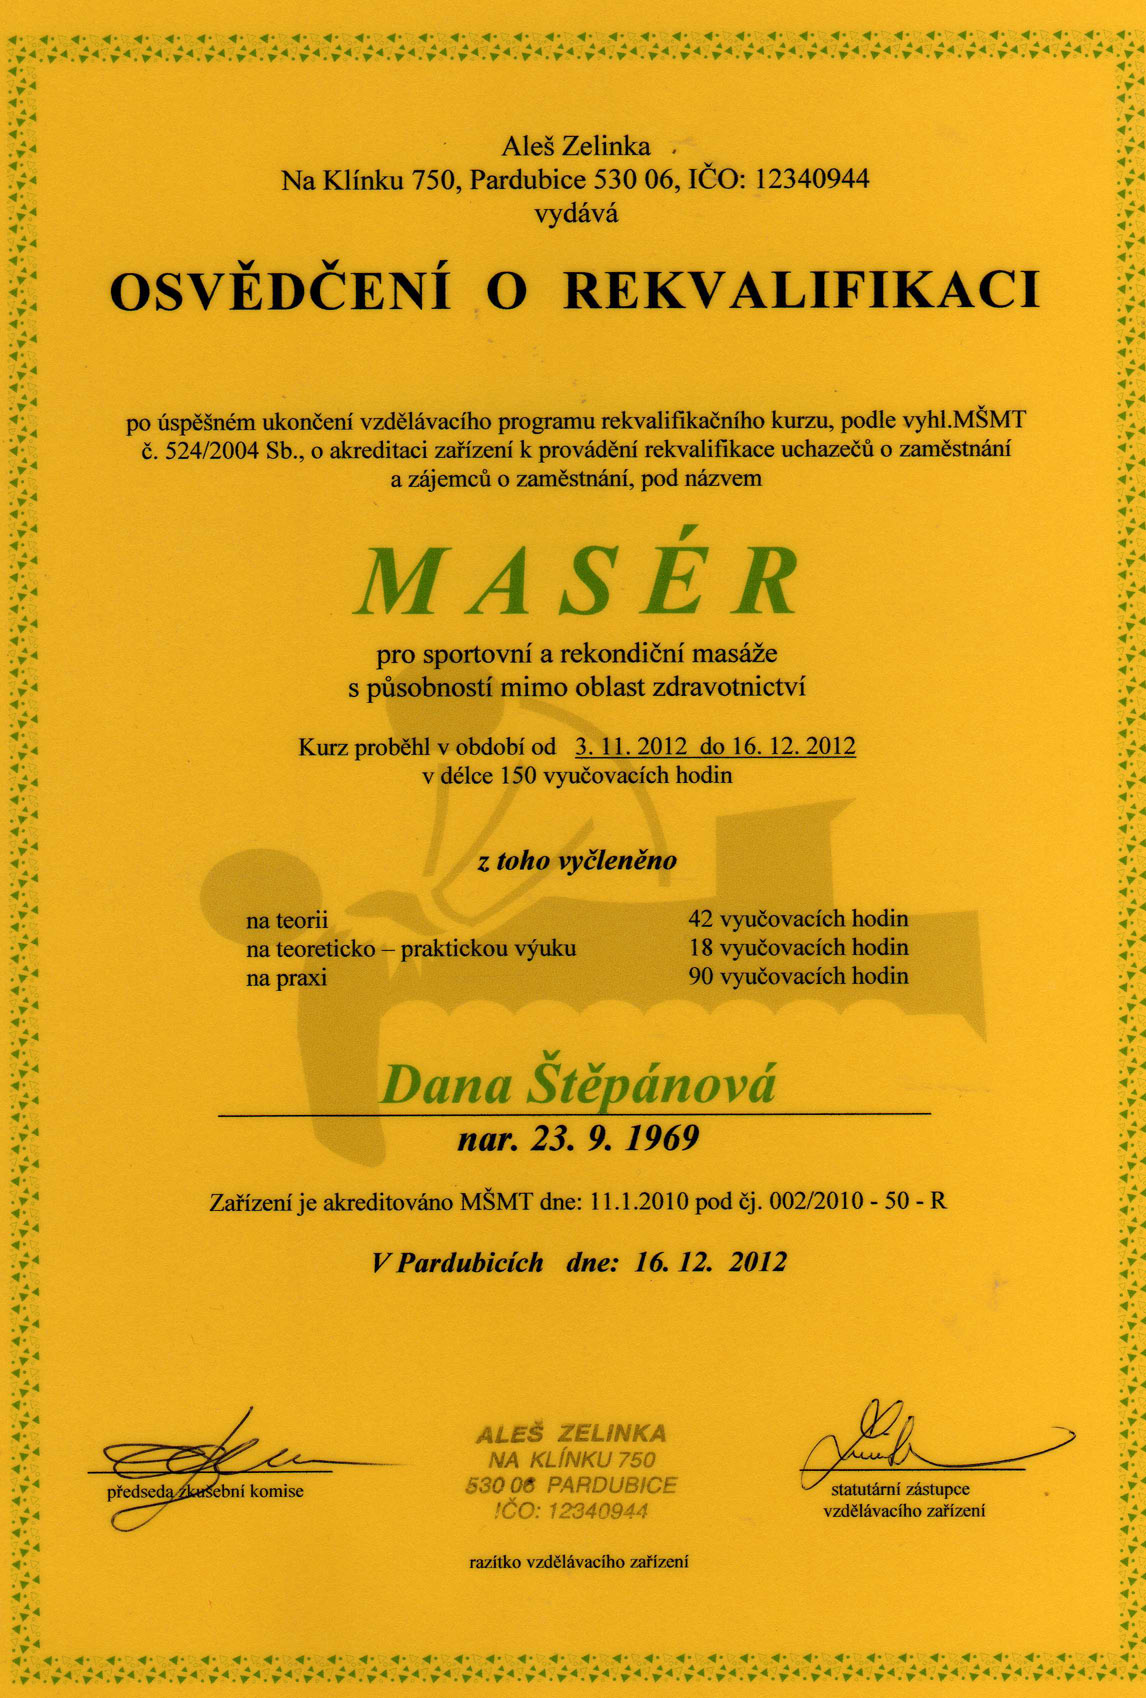 Aleš Zelinka
Na Klínku 750, Pardubice 530 06, IČO: 12340944
vydává
OSVĚDČENÍ O REKVALIFIKACI
po úspěšném ukončení vzdělávacího programu rekvalifikačního kurzu, podle vyhl.MŠMT
č. 524/2004 Sb., o akreditaci zařízení k provádění rekvalifikace uchazečů o zaměstnání
a zájemců o zaměstnání, pod názvem
MASÉR
pro sportovní a rekondiční masáže
s působností mimo oblast zdravotnictví
Kurz proběhl v období od 3. 11. 2012 do 16. 12. 2012
v délce 150 vyučovacích hodin
z toho vyčleněno
na teorii 42 vyučovacích hodin
na teoreticko – praktickou výuku 18 vyučovacích hodin
na praxi 90 vyučovacích hodin
Dana Štěpánová
nar. 23. 9. 1969
Zařízení je akreditováno MŠMT dne: 11.1.2010 pod čj. 002/2010 - 50 - R
V Pardubicích dne: 16. 12. 2012
předseda zkušební komise
ALEŠ ZELINKA
NA KLÍNKU 750
530 06 PARDUBICE
IČO: 12340944
razítko vzdělávacího zařízení
statutární zástupce
vzdělávacího zařízení